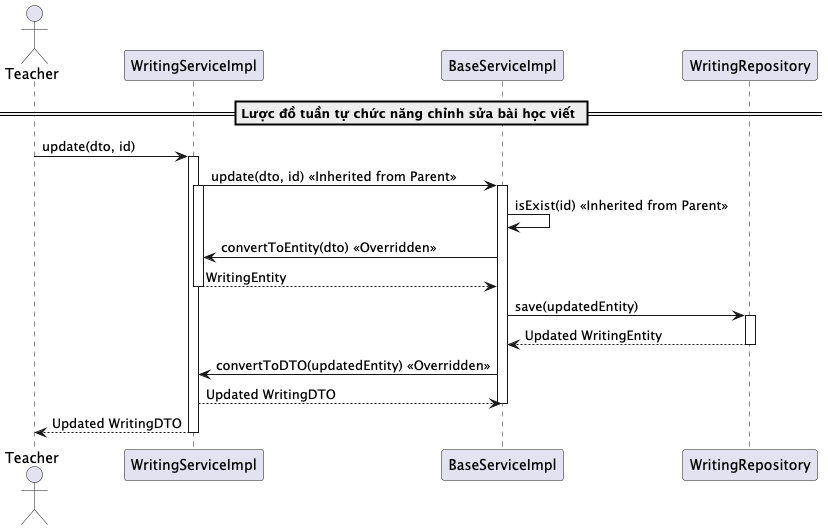 Teacher
WritingServiceImpl
BaseServiceImpl
WritingRepository
Lược đồ tuần tự chức năng chỉnh sửa bài học viết
update(dto, id)
update(dto, id) «Inherited from Parent»
isExist(id) «Inherited from Parent»
convertToEntity(dto) «Overridden»
WritingEntity
save(updatedEntity)
Updated WritingEntity
convertToDTO(updatedEntity) «Overridden»
Updated WritingDTO
Updated WritingDTO
Teacher
WritingServiceImpl
BaseServiceImpl
WritingRepository